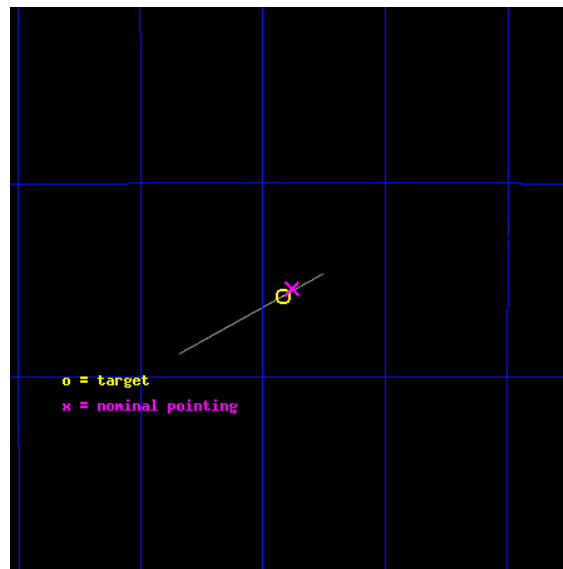 o = target
x = nominal pointing